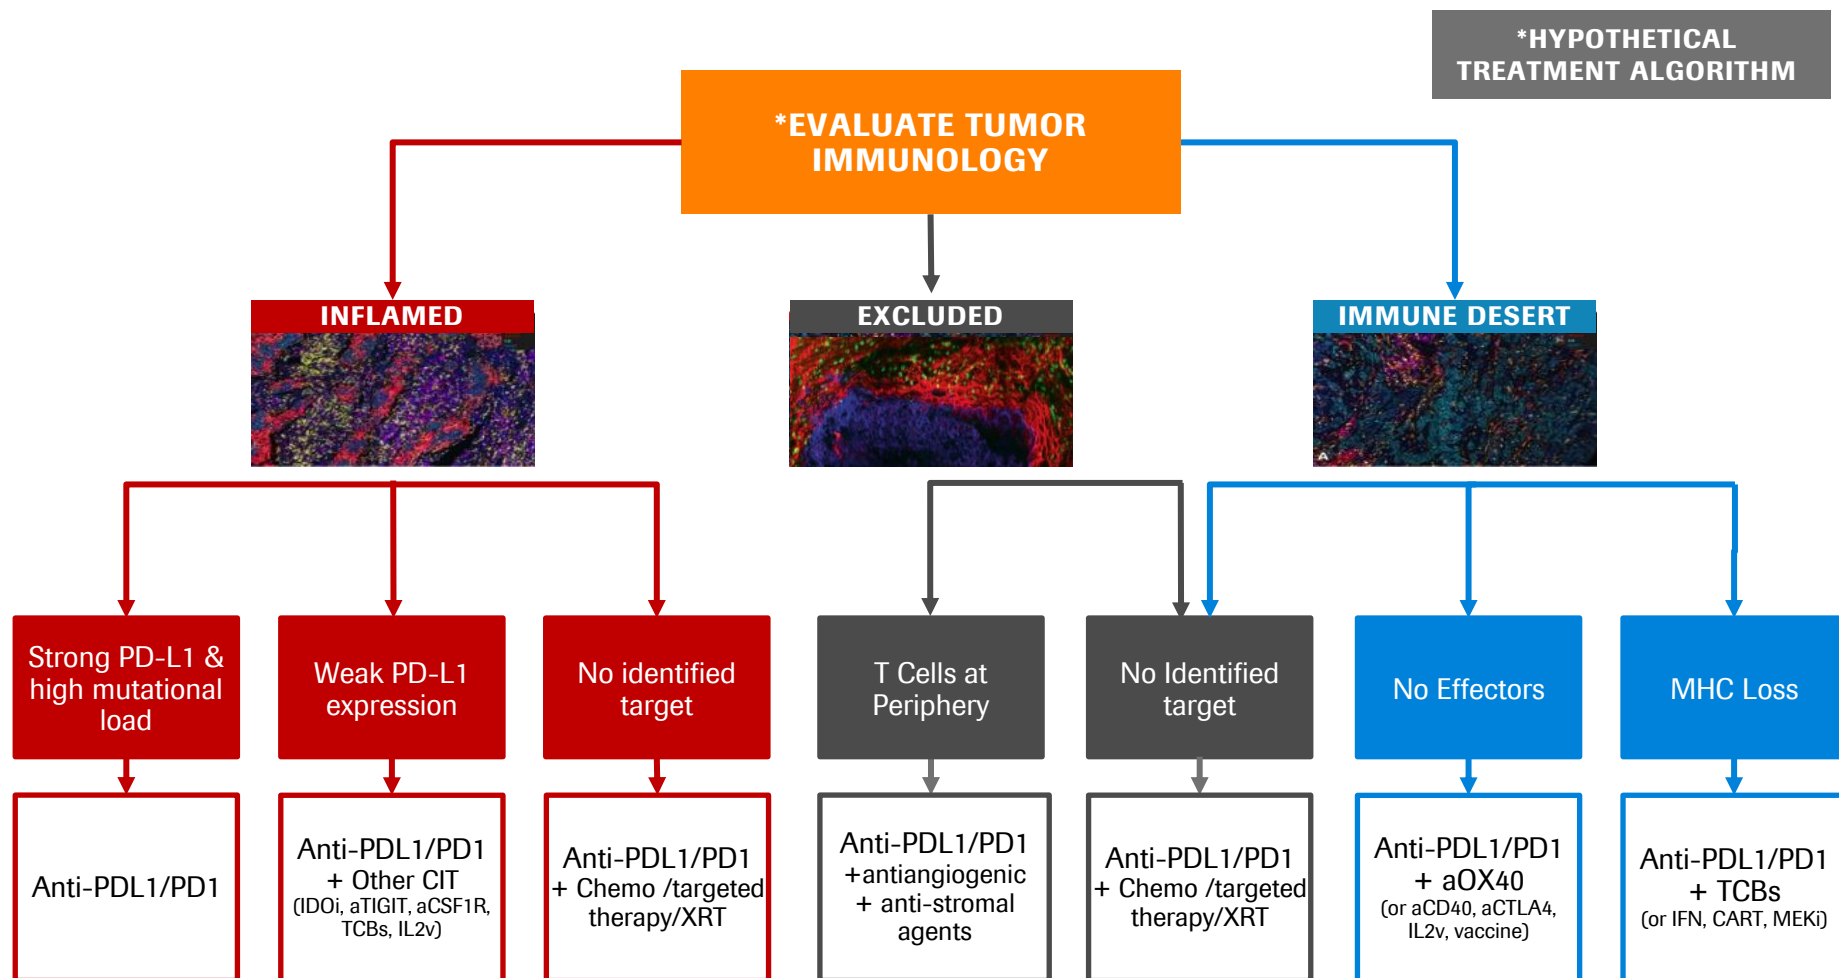 *HYPOTHETICAL
TREATMENT ALGORITHM
*EVALUATE TUMOR
IMMUNOLOGY
INFLAMED
EXCLUDED
IMMUNE DESERT
A
Strong PD-L1 &
high mutational
load
Weak PD-L1
expression
No identified
target
T Cells at
Periphery
No Identified
target
No Effectors
MHC Loss
Anti-PDL1/PD1
Anti-PDL1/PD1
+ Other CIT
(IDOi, aTIGIT, aCSF1R,
TCBs, IL2v)
Anti-PDL1/PD1
+ Chemo /targeted
therapy/XRT
Anti-PDL1/PD1
+antiangiogenic
+ anti-stromal
agents
Anti-PDL1/PD1
+ Chemo /targeted
therapy/XRT
Anti-PDL1/PD1
+ aOX40
(or aCD40, aCTLA4,
IL2v, vaccine)
Anti-PDL1/PD1
+ TCBs
(or IFN, CART, MEKi)